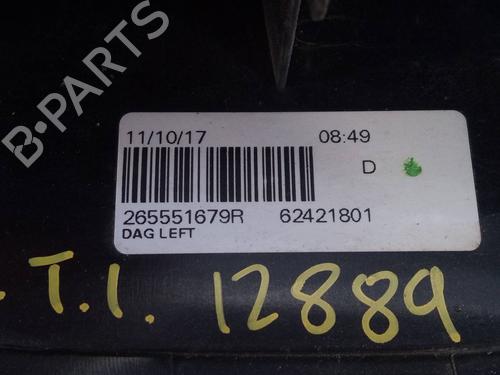 B-PARTS
11/10/17 08:49
D
265551679R 62421801
DAG LEFT
.T.I. 12889